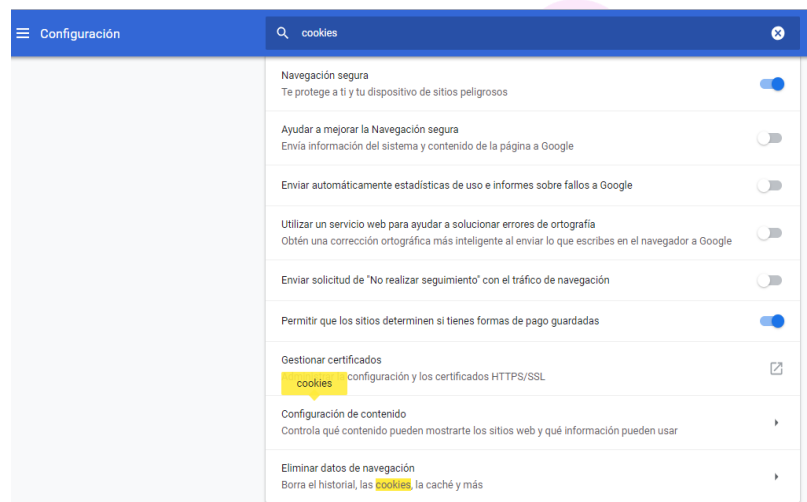 Configuración
cookies
Navegación segura
Te protege a ti y tu dispositivo de sitios peligrosos
Ayudar a mejorar la Navegación segura
Envía información del sistema y contenido de la página a Google
Enviar automáticamente estadísticas de uso e informes sobre fallos a Google
Utilizar un servicio web para ayudar a solucionar errores de ortografía
Obtén una corrección ortográfica más inteligente al enviar lo que escribes en el navegador a Google
Enviar solicitud de "No realizar seguimiento" con el tráfico de navegación
Permitir que los sitios determinen si tienes formas de pago guardadas
Gestionar certificados
configuración y los certificados HTTPS/SSL
cookies
Configuración de contenido
Controla qué contenido pueden mostrarte los sitios web y qué información pueden usar
Eliminar datos de navegación
Borra el historial, las cookies, la caché y más